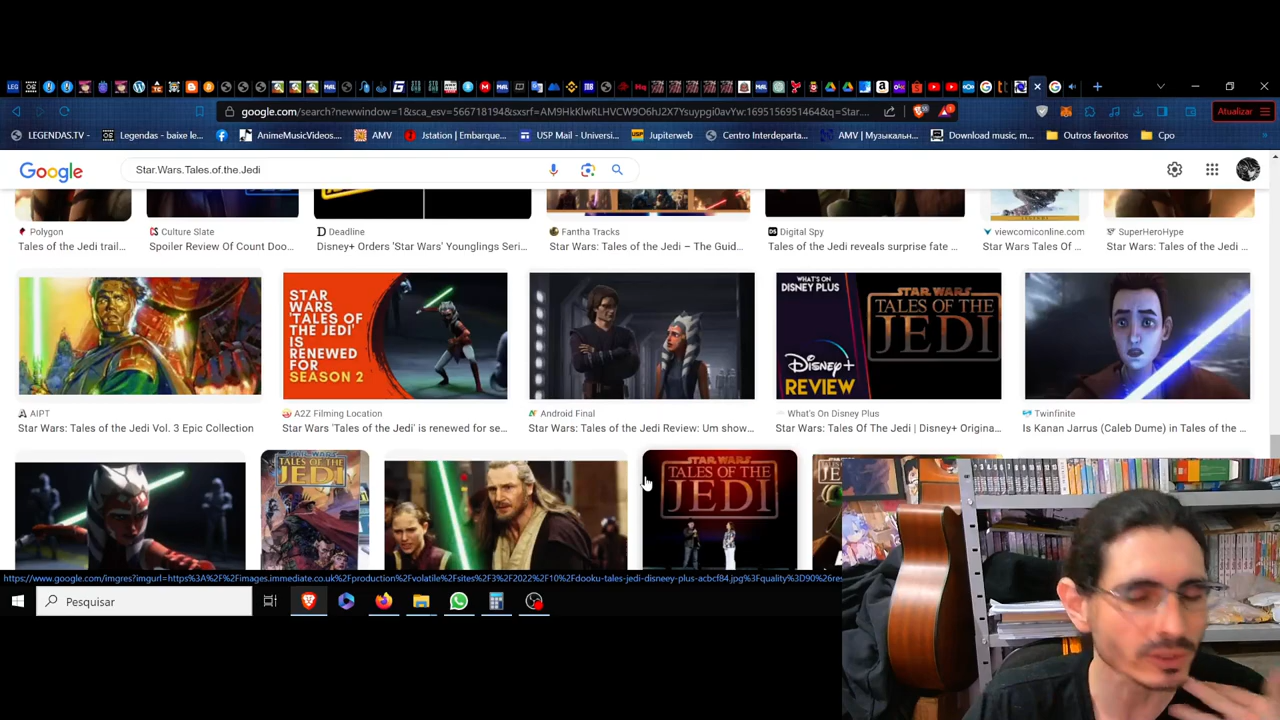 google.com/search?newwindow=1&sca_esv=566718194&sxsrf=AM9HkKlwRLHVCW9O6hJ2X7Ysuypgi0avYw:1695156951464&q=Star...
Atualizar
LEGENDAS.TV -
Legendas - baixe le...
AnimeMusicVideos....
AMV
Jstation | Embarque...
USP Mail - Universi...
Jupiterweb
Centro Interdeparta...
AMV | Музыкальн...
Download music, m...
Outros favoritos
Cpo
Google
Star.Wars.Tales.of.the.Jedi
Polygon
Culture Slate
Deadline
Fantha Tracks
Digital Spy
viewcomiconline.com
SuperHeroHype
Tales of the Jedi trail...
Spoiler Review Of Count Doo...
Disney+ Orders 'Star Wars' Younglings Seri...
Star Wars: Tales of the Jedi – The Guid...
Tales of the Jedi reveals surprise fate ...
Star Wars Tales Of ...
Star Wars: Tales of the Jedi ...
STAR
WARS
'TALES OF
THE JEDI'
IS
RENEWED
FOR
SEASON 2
WHAT'S ON
DISNEY PLUS
Disney+
REVIEW
STAR WARS
TALES OF THE
JEDI
AIPT
A2Z Filming Location
Android Final
What's On Disney Plus
Twinfinite
Star Wars: Tales of the Jedi Vol. 3 Epic Collection
Star Wars 'Tales of the Jedi' is renewed for se...
Star Wars: Tales of the Jedi Review: Um show...
Star Wars: Tales Of The Jedi | Disney+ Origina...
Is Kanan Jarrus (Caleb Dume) in Tales of the ...
STAR WARS
TALES OF THE
JEDI
STAR WARS
TALES OF THE
JEDI
https://www.google.com/imgres?imgurl=https%3A%2F%2Fimages.immediate.co.uk%2Fproduction%2Fvolatile%2Fsites%2F3%2F2022%2F10%2Fdooku-tales-jedi-disneey-plus-acbcf84.jpg%3Fquality%3D90%26res
Pesquisar